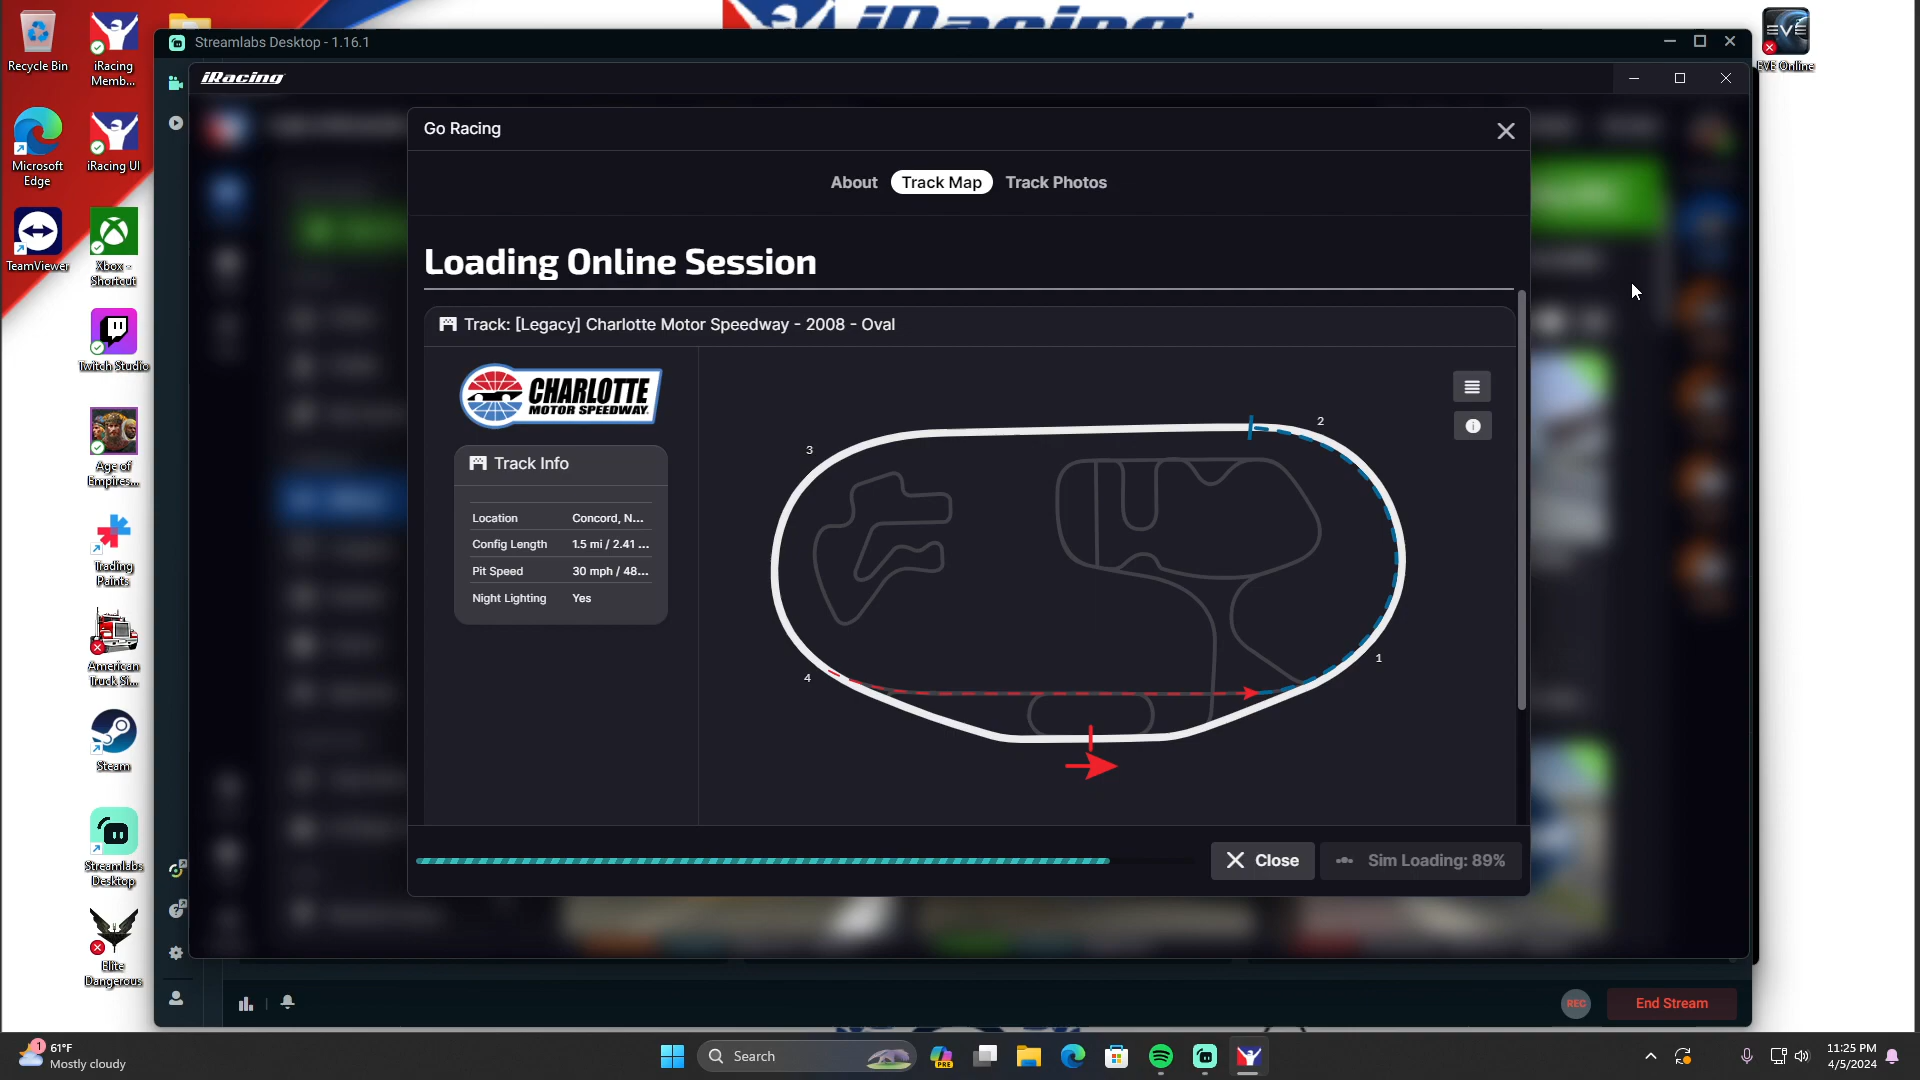 iRacing
Streamlabs Desktop - 1.16.1
iRacing
Recycle Bin
iRacing
Memb...
EVE Online
Microsoft
Edge
iRacing UI
TeamViewer
Xbox -
Shortcut
Twitch Studio
Age of
Empires...
Trading
Paints
American
Truck Si...
Steam
Streamlabs
Desktop
Elite
Dangerous
Go Racing
About
Track Map
Track Photos
Loading Online Session
Track: [Legacy] Charlotte Motor Speedway - 2008 - Oval
CHARLOTTE
MOTOR SPEEDWAY
Track Info
Location Concord, N...
Config Length 1.5 mi / 2.41 ...
Pit Speed 30 mph / 48...
Night Lighting Yes
2
3
1
4
Close
Sim Loading: 89%
REC
End Stream
1
61°F
Mostly cloudy
Search
PRE
11:25 PM
4/5/2024